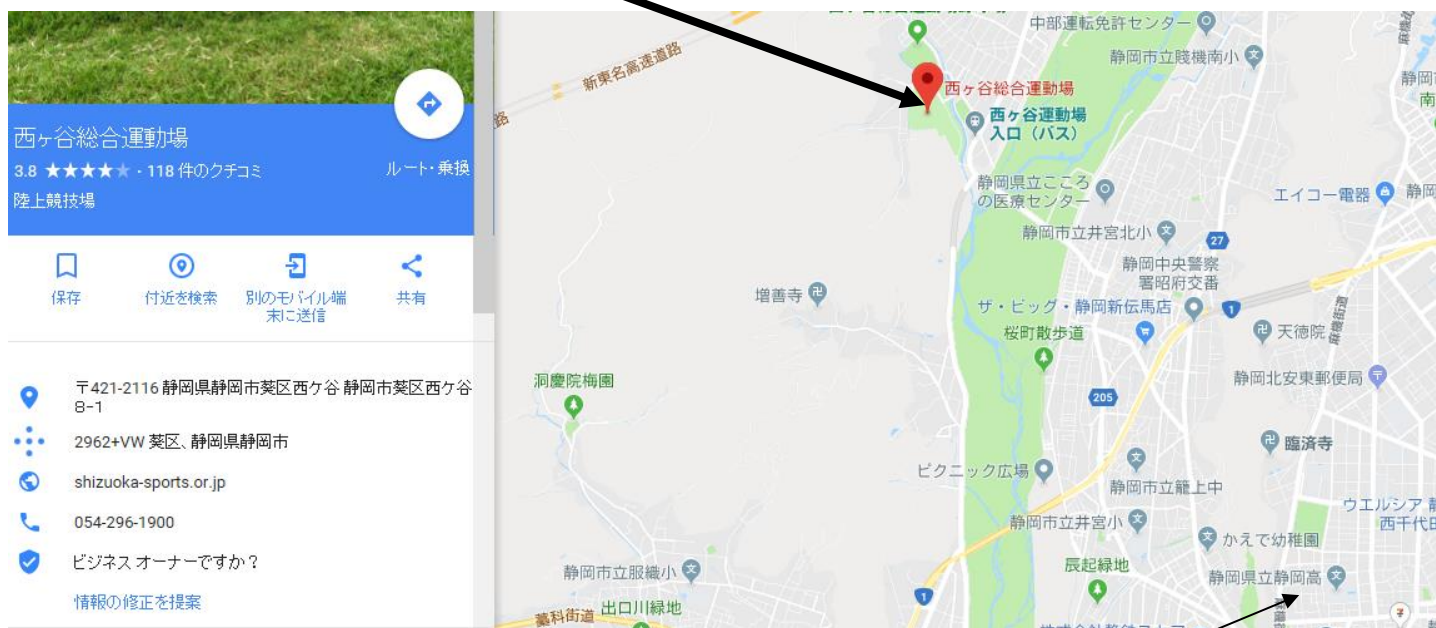 西ヶ谷総合運動場
3.8 ★★★★★ · 118 件のクチコミ
ルート・乗換
陸上競技場
保存
付近を検索
別のモバイル端
末に送信
共有
〒421-2116 静岡県静岡市葵区西ケ谷 静岡市葵区西ケ谷
8−1
2962+VW 葵区、静岡県静岡市
shizuoka-sports.or.jp
054-296-1900
ビジネス オーナーですか？
情報の修正を提案
中部運転免許センター
新東名高速道路
静岡市立賤機南小
西ヶ谷総合運動場
西ヶ谷運動場
入口（バス）
路
静岡
南
静岡県立こころ
の医療センター
エイコー電器
静岡
静岡市立井宮北小
27
静岡中央警察
署昭府交番
増善寺
ザ・ビッグ・静岡新伝馬店
1
麻機街道
桜町散歩道
天徳院
洞慶院梅園
静岡北安東郵便局
205
臨済寺
ピクニック広場
静岡市立籠上中
ウエルシア 静
西千代田
静岡市立井宮小
かえで幼稚園
静岡市立服織小
辰起緑地
静岡県立静岡高
1
藁科街道
出口川緑地